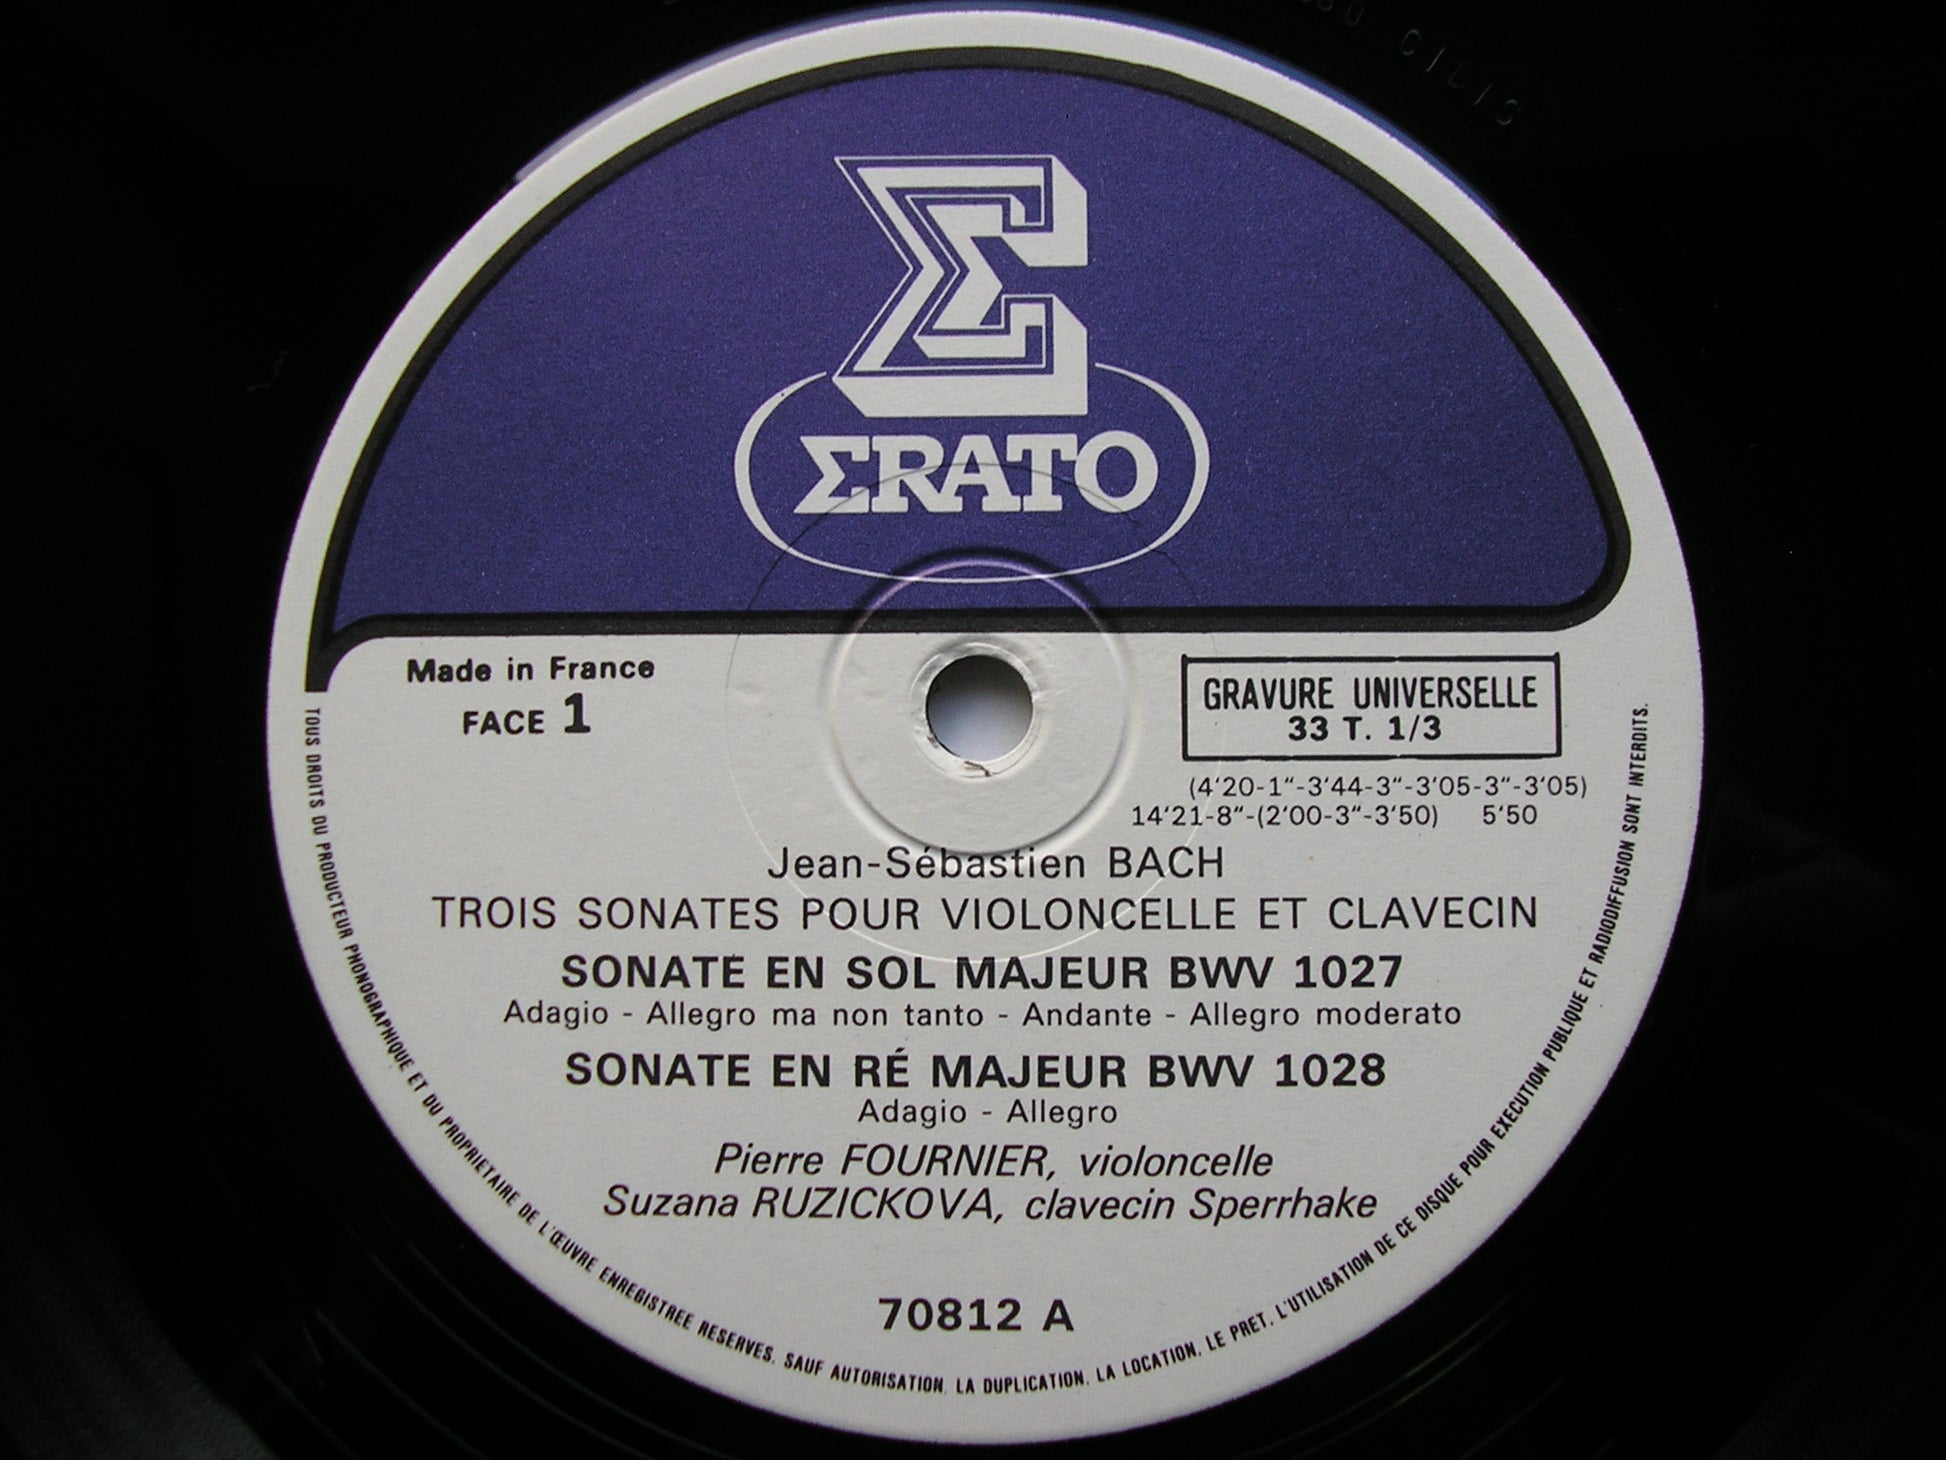 Σ
ΣRATO
Made in France
FACE 1
GRAVURE UNIVERSELLE
33 T. 1/3
(4'20-1"-3'44-3"-3'05-3"-3'05)
14'21-8"-(2'00-3"-3'50) 5'50
Jean-Sébastien BACH
TROIS SONATES POUR VIOLONCELLE ET CLAVECIN
SONATE EN SOL MAJEUR BWV 1027
Adagio - Allegro ma non tanto - Andante - Allegro moderato
SONATE EN RÉ MAJEUR BWV 1028
Adagio - Allegro
Pierre FOURNIER, violoncelle
Suzana RUZICKOVA, clavecin Sperrhake
70812 A
TOUS DROITS DU PRODUCTEUR PHONOGRAPHIQUE ET DU PROPRIETAIRE DE L'ŒUVRE ENREGISTREE RESERVES. SAUF AUTORISATION, LA DUPLICATION, LA LOCATION, LE PRET, L'UTILISATION DE CE DISQUE POUR EXECUTION PUBLIQUE ET RADIODIFFUSION SONT INTERDITS.